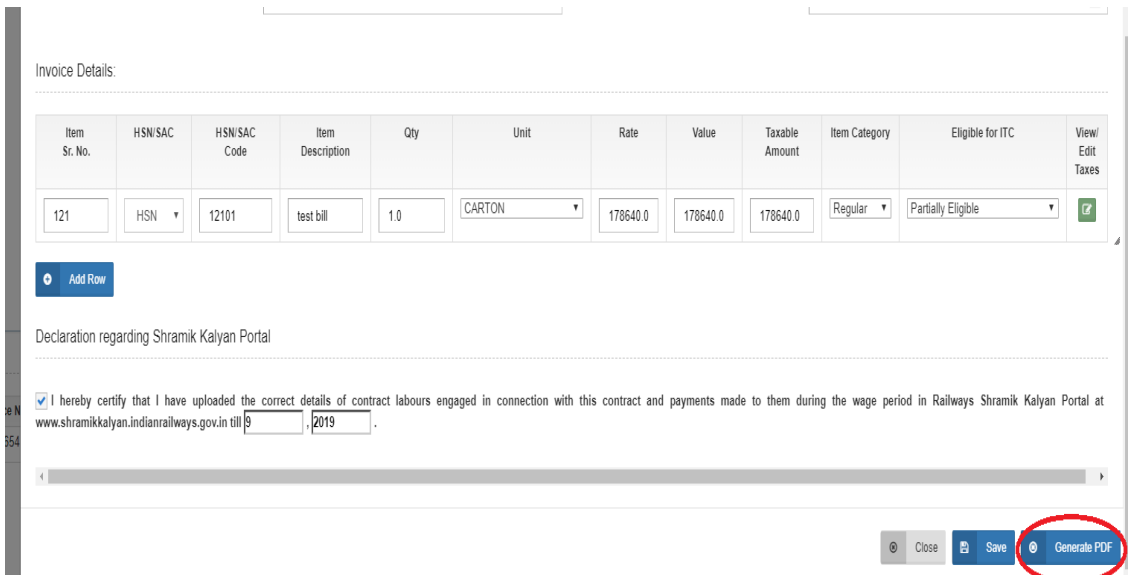 Invoice Details:
Item Sr. No. HSN/SAC HSN/SAC Code Item Description Qty Unit Rate Value Taxable Amount Item Category Eligible for ITC View/ Edit Taxes
121 HSN 12101 test bill 1.0 CARTON 178640.0 178640.0 178640.0 Regular Partially Eligible
Add Row
Declaration regarding Shramik Kalyan Portal
I hereby certify that I have uploaded the correct details of contract labours engaged in connection with this contract and payments made to them during the wage period in Railways Shramik Kalyan Portal at
www.shramikkalyan.indianrailways.gov.in till 9 , 2019 .
ce N
654
Close Save Generate PDF